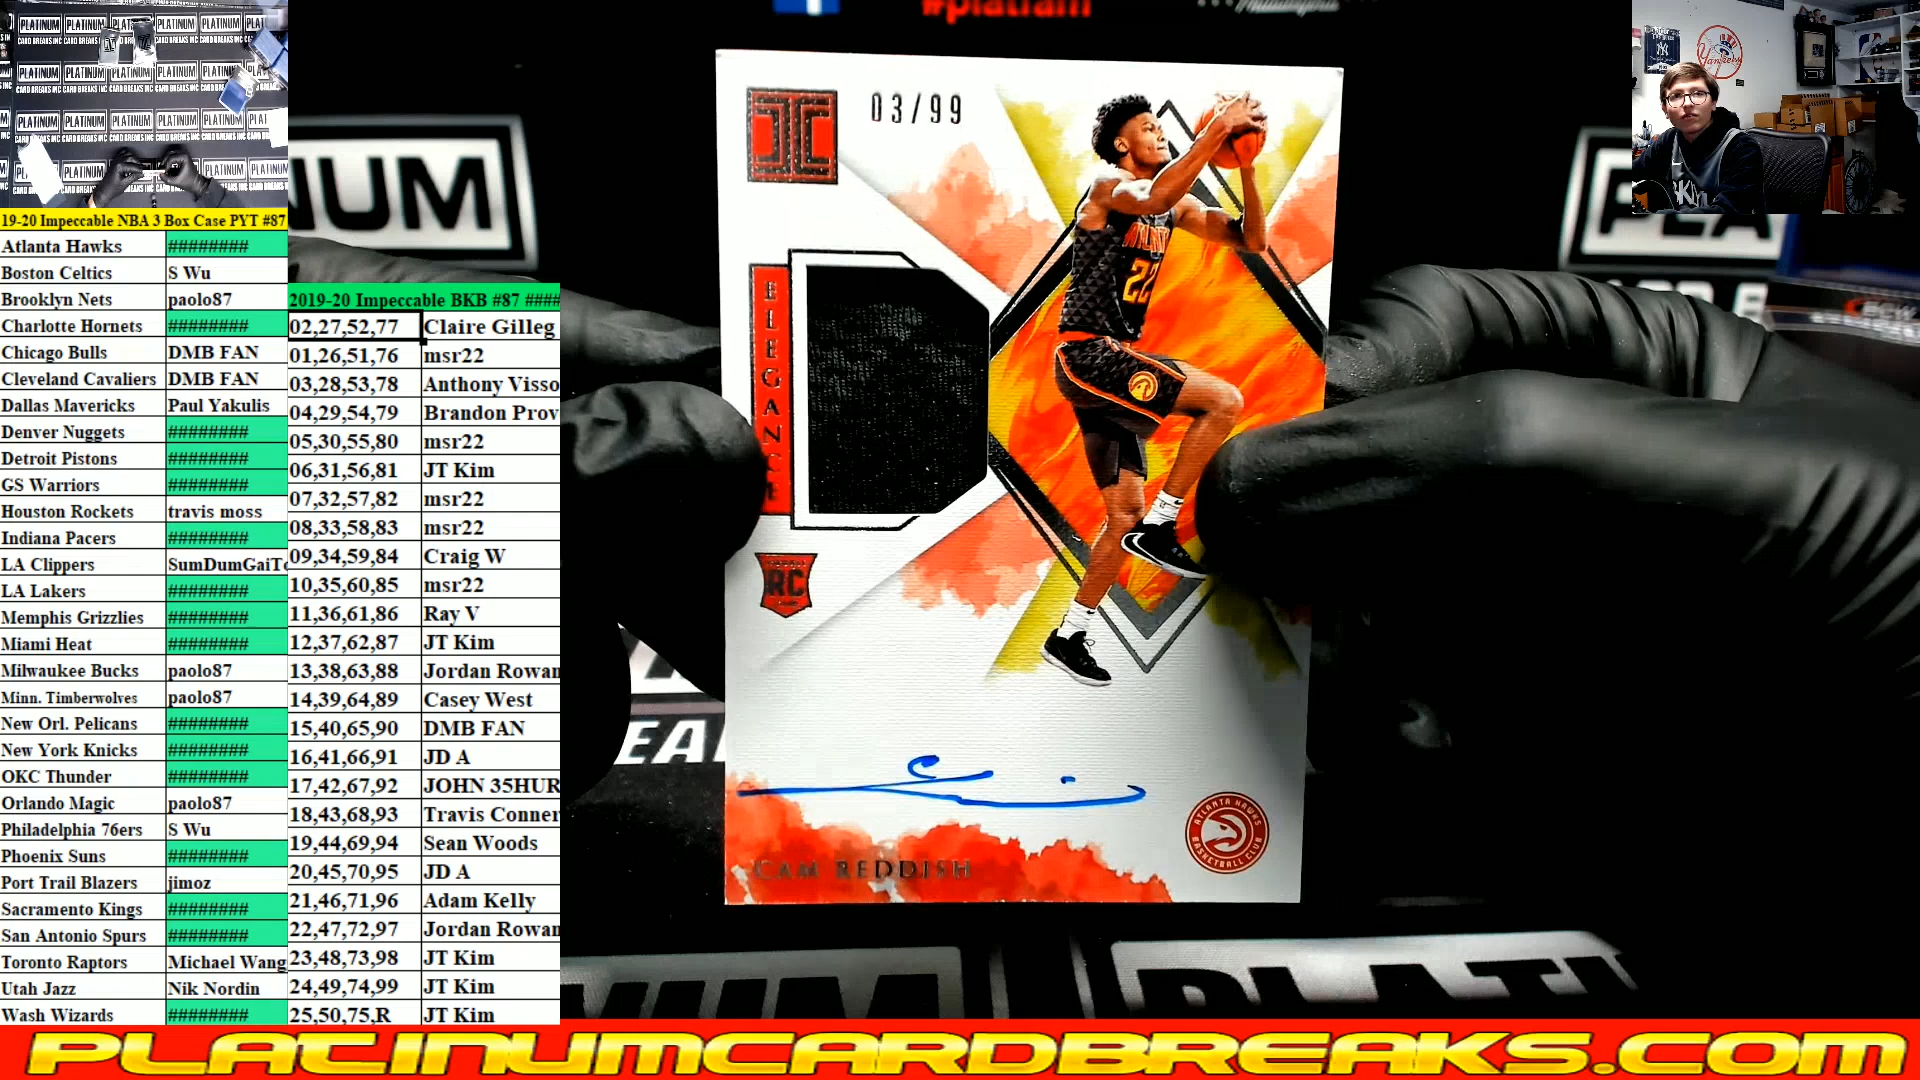 19-20 Impeccable NBA 3 Box Case PYT #87
Atlanta Hawks ########
Boston Celtics S Wu
Brooklyn Nets paolo87
Charlotte Hornets ########
Chicago Bulls DMB FAN
Cleveland Cavaliers DMB FAN
Dallas Mavericks Paul Yakulis
Denver Nuggets ########
Detroit Pistons ########
GS Warriors ########
Houston Rockets travis moss
Indiana Pacers ########
LA Clippers SumDumGaiTo
LA Lakers ########
Memphis Grizzlies ########
Miami Heat ########
Milwaukee Bucks paolo87
Minn. Timberwolves paolo87
New Orl. Pelicans ########
New York Knicks ########
OKC Thunder ########
Orlando Magic paolo87
Philadelphia 76ers S Wu
Phoenix Suns ########
Port Trail Blazers jimoz
Sacramento Kings ########
San Antonio Spurs ########
Toronto Raptors Michael Wang
Utah Jazz Nik Nordin
Wash Wizards ########
2019-20 Impeccable BKB #87 ####
02,27,52,77 Claire Gilleg
01,26,51,76 msr22
03,28,53,78 Anthony Visso
04,29,54,79 Brandon Prov
05,30,55,80 msr22
06,31,56,81 JT Kim
07,32,57,82 msr22
08,33,58,83 msr22
09,34,59,84 Craig W
10,35,60,85 msr22
11,36,61,86 Ray V
12,37,62,87 JT Kim
13,38,63,88 Jordan Rowan
14,39,64,89 Casey West
15,40,65,90 DMB FAN
16,41,66,91 JD A
17,42,67,92 JOHN 35HUR
18,43,68,93 Travis Conner
19,44,69,94 Sean Woods
20,45,70,95 JD A
21,46,71,96 Adam Kelly
22,47,72,97 Jordan Rowan
23,48,73,98 JT Kim
24,49,74,99 JT Kim
25,50,75,R JT Kim
03/99
ELEGANCE
RC
22
CAM REDDISH
ATLANTA HAWKS
BASKETBALL CLUB
Yankees
PLATINUM
CARD BREAKS INC
PLATINUMCARDBREAKS.COM